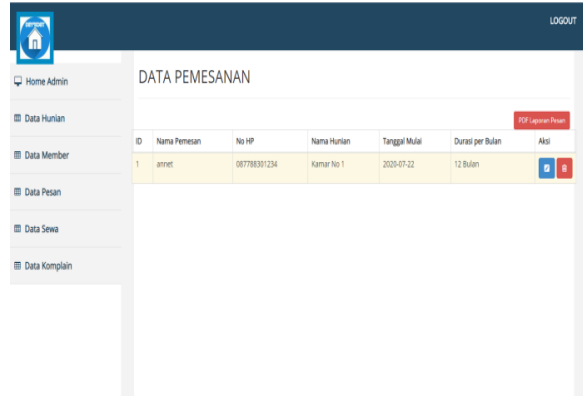 LOGOUT
Home Admin
Data Hunian
Data Member
Data Pesan
Data Sewa
Data Komplain
DATA PEMESANAN
PDF Laporan Pesan
ID Nama Pemesan No HP Nama Hunian Tanggal Mulai Durasi per Bulan Aksi
1 annet 087788301234 Kamar No 1 2020-07-22 12 Bulan